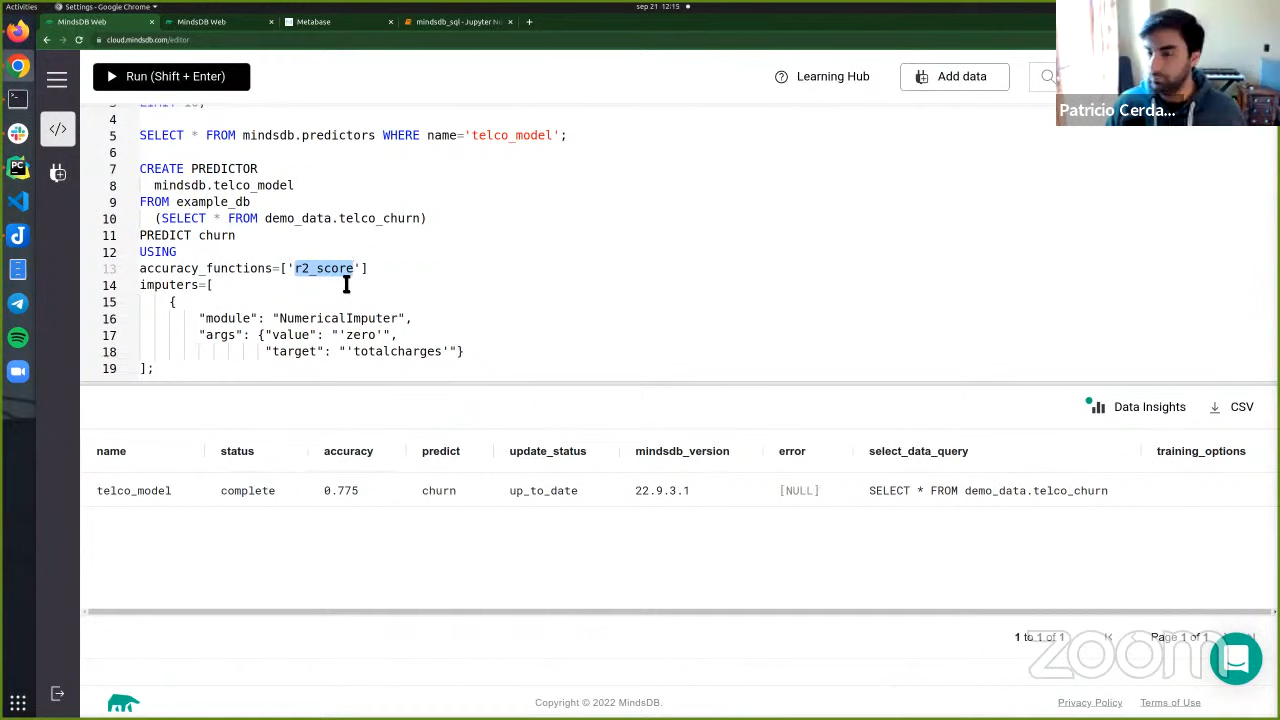 Activities
Settings - Google Chrome
sep 21 12:15
MindsDB Web
MindsDB Web
Metabase
mindsdb_sql - Jupyter No
cloud.mindsdb.com/editor
Run (Shift + Enter)
Learning Hub
Add data
Patricio Cerda...
4
5 SELECT * FROM mindsdb.predictors WHERE name='telco_model';
6
7 CREATE PREDICTOR
8 mindsdb.telco_model
9 FROM example_db
10 (SELECT * FROM demo_data.telco_churn)
11 PREDICT churn
12 USING
13 accuracy_functions=['r2_score']
14 imputers=[
15 {
16 "module": "NumericalImputer",
17 "args": {"value": "'zero'",
18 "target": "'totalcharges'"}
19 ];
Data Insights
CSV
name status accuracy predict update_status mindsdb_version error select_data_query training_options
telco_model complete 0.775 churn up_to_date 22.9.3.1 [NULL] SELECT * FROM demo_data.telco_churn
1 to 1 of 1
Page 1 of 1
zoom
Copyright © 2022 MindsDB.
Privacy Policy
Terms of Use